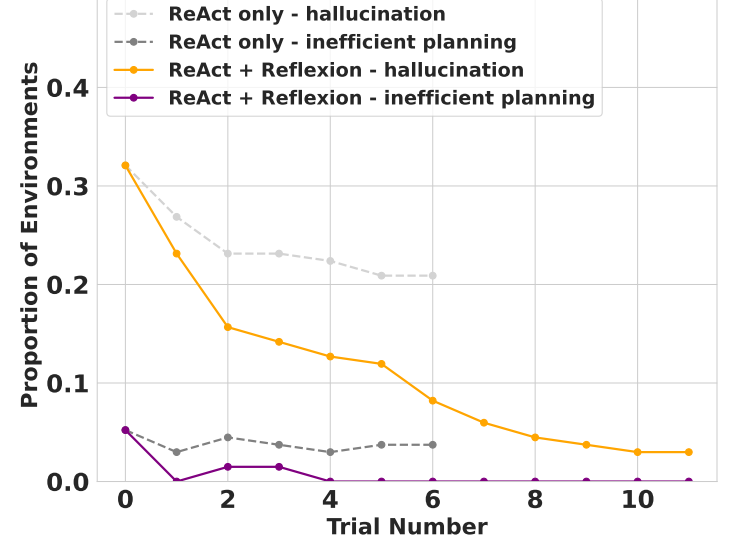 ReAct only - hallucination
ReAct only - inefficient planning
ReAct + Reflexion - hallucination
ReAct + Reflexion - inefficient planning
Proportion of Environments
0.4
0.3
0.2
0.1
0.0
0 2 4 6 8 10
Trial Number